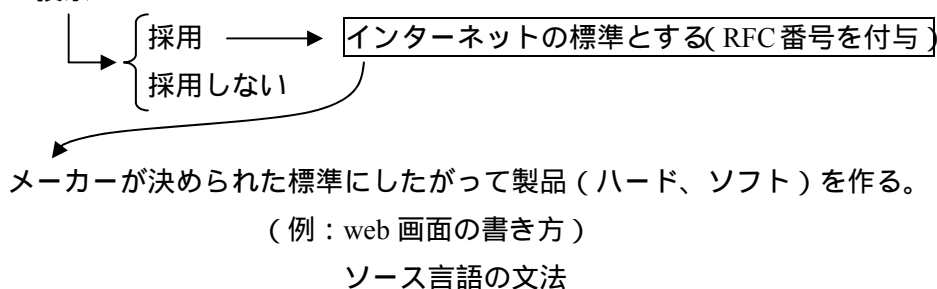 採用 インターネットの標準とする(RFC番号を付与)
採用しない
メーカーが決められた標準にしたがって製品(ハード、ソフト)を作る。
(例:web 画面の書き方)
ソース言語の文法